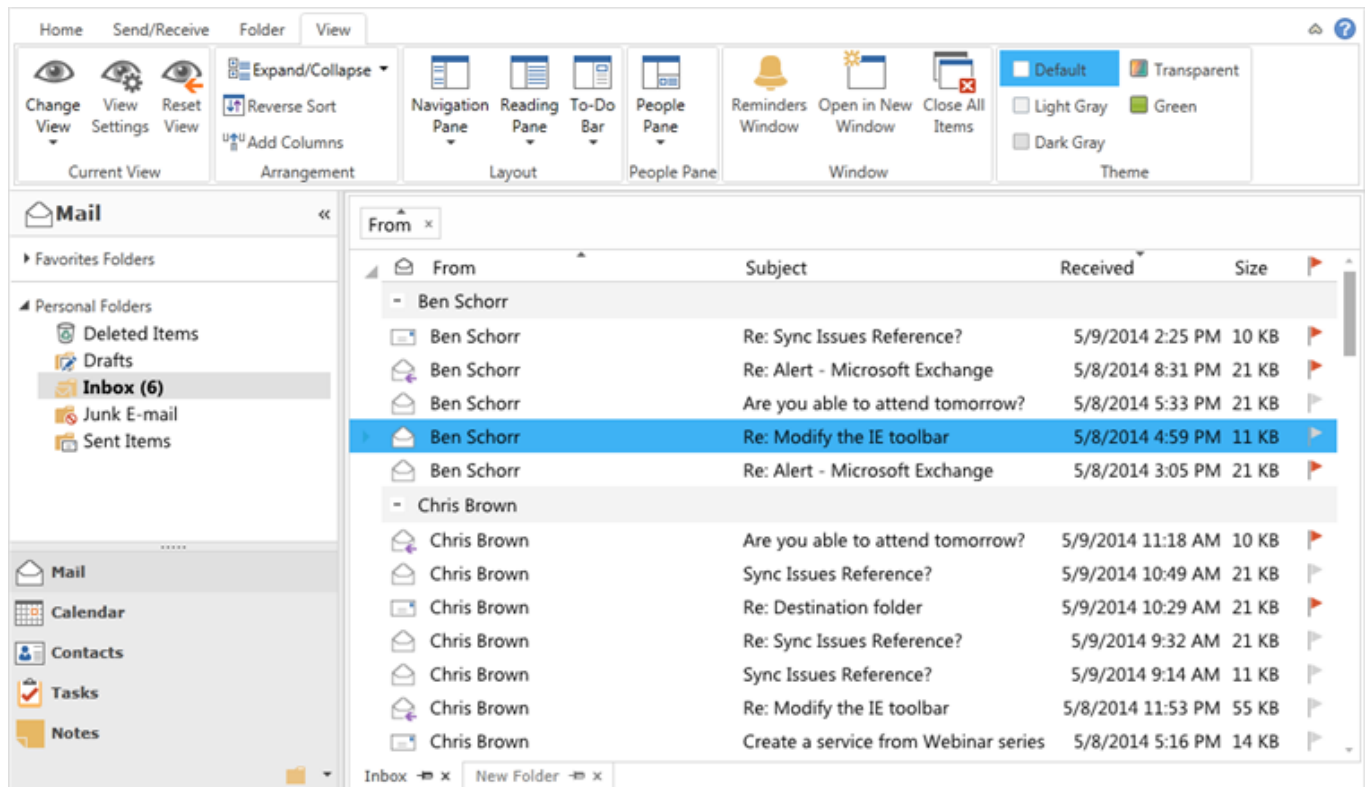 Home Send/Receive Folder View
Change View
View Settings
Reset View
Current View
Expand/Collapse
Reverse Sort
Add Columns
Arrangement
Navigation Pane
Reading Pane
To-Do Bar
Layout
People Pane
People Pane
Reminders Window
Open in New Window
Close All Items
Window
Default
Transparent
Light Gray
Green
Dark Gray
Theme
Mail
Favorites Folders
Personal Folders
Deleted Items
Drafts
Inbox (6)
Junk E-mail
Sent Items
Mail
Calendar
Contacts
Tasks
Notes
From
From Subject Received Size
Ben Schorr
Ben Schorr Re: Sync Issues Reference? 5/9/2014 2:25 PM 10 KB
Ben Schorr Re: Alert - Microsoft Exchange 5/8/2014 8:31 PM 21 KB
Ben Schorr Are you able to attend tomorrow? 5/8/2014 5:33 PM 21 KB
Ben Schorr Re: Modify the IE toolbar 5/8/2014 4:59 PM 11 KB
Ben Schorr Re: Alert - Microsoft Exchange 5/8/2014 3:05 PM 21 KB
Chris Brown
Chris Brown Are you able to attend tomorrow? 5/9/2014 11:18 AM 10 KB
Chris Brown Sync Issues Reference? 5/9/2014 10:49 AM 21 KB
Chris Brown Re: Destination folder 5/9/2014 10:29 AM 21 KB
Chris Brown Re: Sync Issues Reference? 5/9/2014 9:32 AM 21 KB
Chris Brown Sync Issues Reference? 5/9/2014 9:14 AM 11 KB
Chris Brown Re: Modify the IE toolbar 5/8/2014 11:53 PM 55 KB
Chris Brown Create a service from Webinar series 5/8/2014 5:16 PM 14 KB
Inbox New Folder